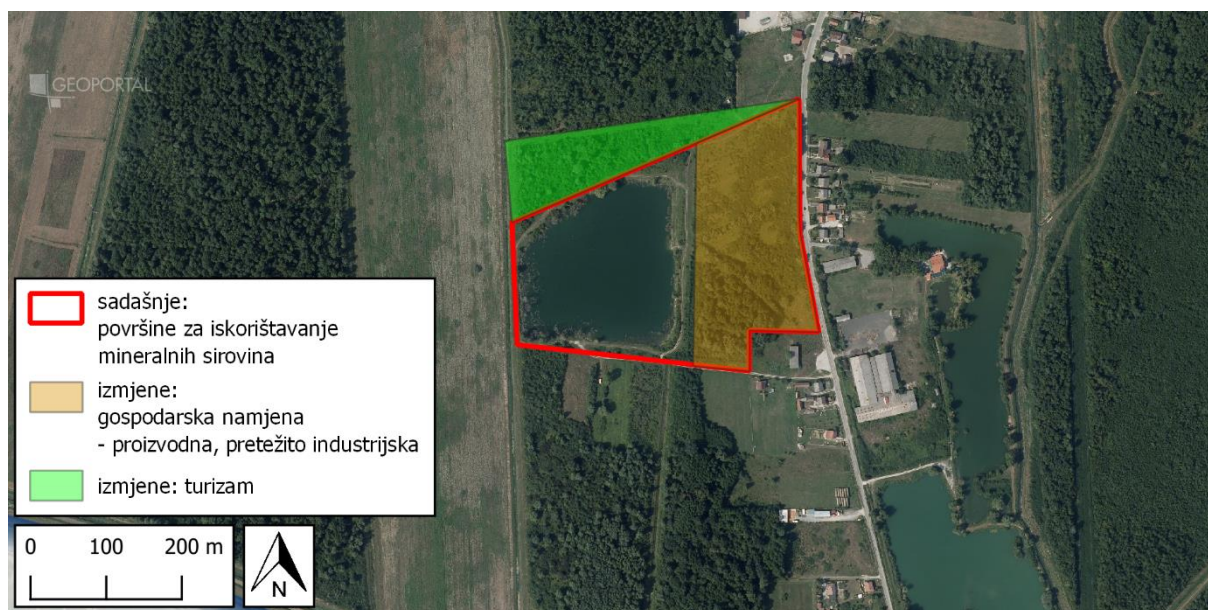 GEOPORTAL
sadašnje:
površine za iskorištavanje
mineralnih sirovina
izmjene:
gospodarska namjena
- proizvodna, pretežito industrijska
izmjene: turizam
0 100 200 m
N